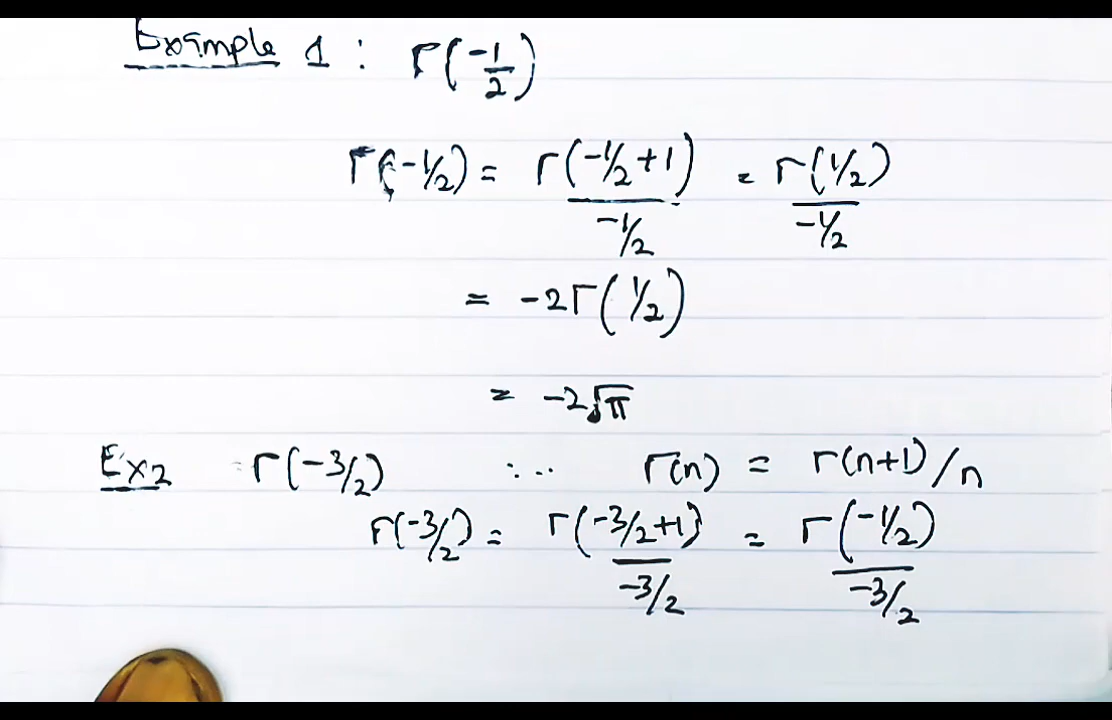 Example 1 : Γ(-1/2)
Γ(-1/2) = Γ(-1/2+1)/-1/2 = Γ(1/2)/-1/2
= -2Γ(1/2)
= -2√π
Ex2 Γ(-3/2) ∵ Γ(n) = Γ(n+1)/n
Γ(-3/2) = Γ(-3/2+1)/-3/2 = Γ(-1/2)/-3/2